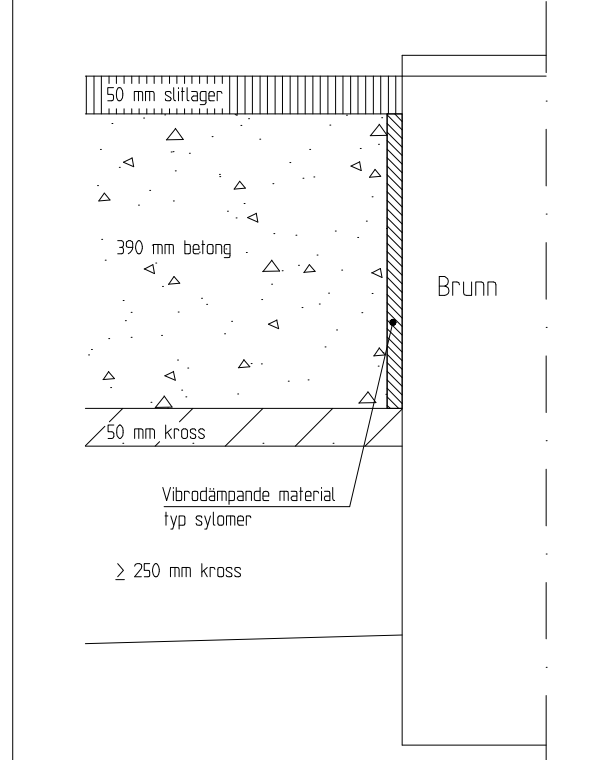 50 mm slitlager
390 mm betong
Brunn
50 mm kross
Vibrodämpande material
typ sylomer
≥ 250 mm kross